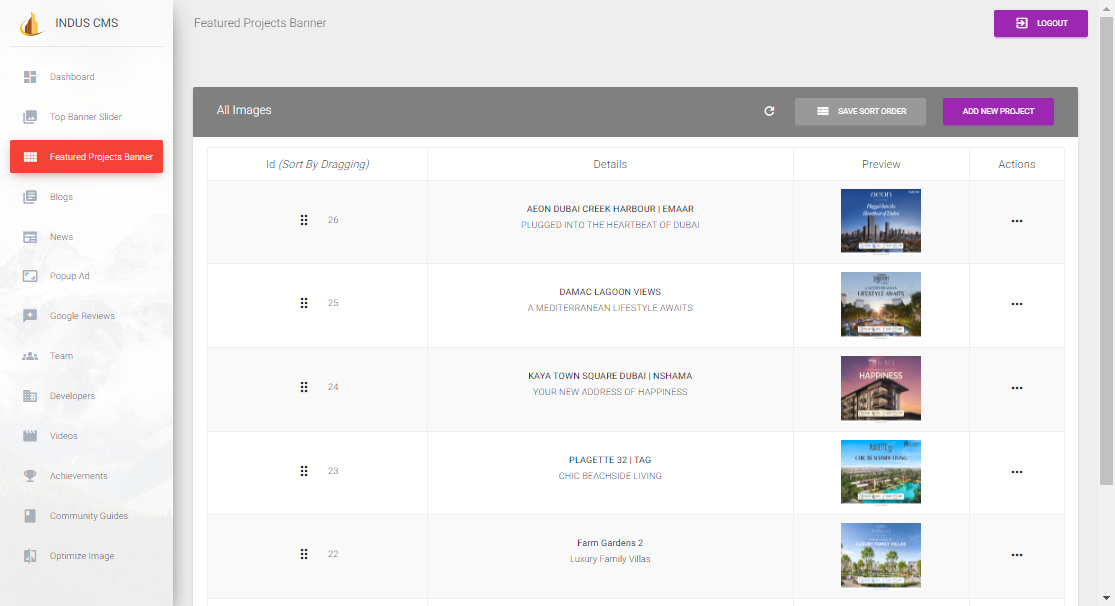 INDUS CMS
Featured Projects Banner
LOGOUT
Dashboard
Top Banner Slider
Featured Projects Banner
Blogs
News
Popup Ad
Google Reviews
Team
Developers
Videos
Achievements
Community Guides
Optimize Image
All Images
SAVE SORT ORDER
ADD NEW PROJECT
Id (Sort By Dragging)
Details
Preview
Actions
26
AEON DUBAI CREEK HARBOUR | EMAAR
PLUGGED INTO THE HEARTBEAT OF DUBAI
aeon
Plugged Into the
Heartbeat of Dubai
25
DAMAC LAGOON VIEWS
A MEDITERRANEAN LIFESTYLE AWAITS
A MEDITERRANEAN
LIFESTYLE AWAITS
24
KAYA TOWN SQUARE DUBAI | NSHAMA
YOUR NEW ADDRESS OF HAPPINESS
HAPPINESS
23
PLAGETTE 32 | TAG
CHIC BEACHSIDE LIVING
CHIC BEACHSIDE LIVING
22
Farm Gardens 2
Luxury Family Villas
LUXURY FAMILY VILLAS